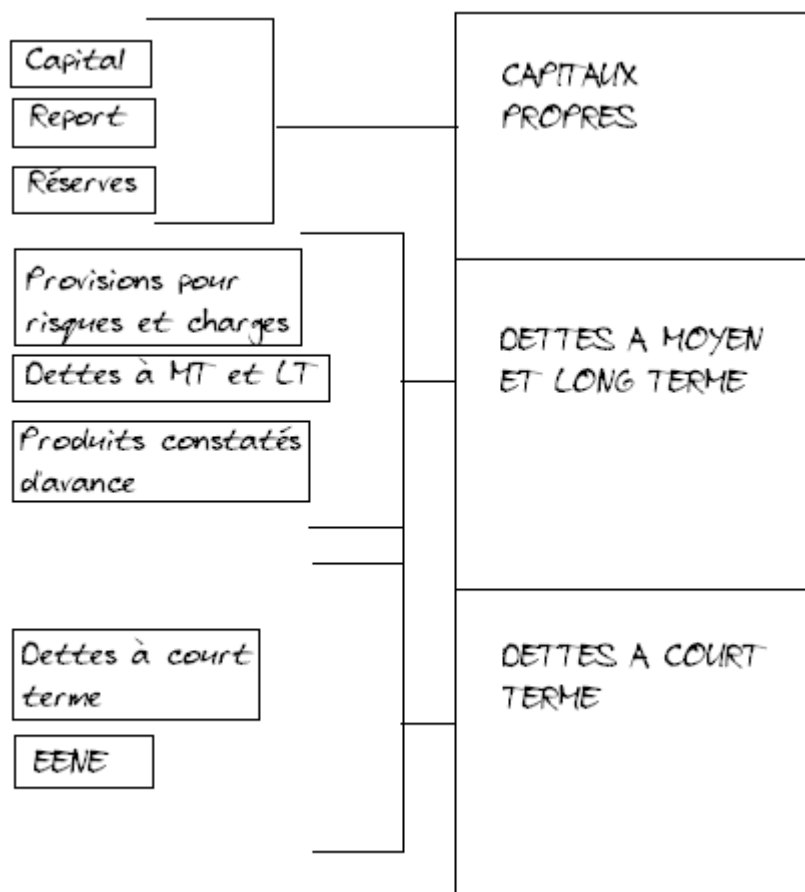 Capital
Report
Réserves
CAPITAUX
PROPRES
Provisions pour
risques et charges
Dettes à MT et LT
Produits constatés
d'avance
DETTES A MOYEN
ET LONG TERME
Dettes à court
terme
EENE
DETTES A COURT
TERME